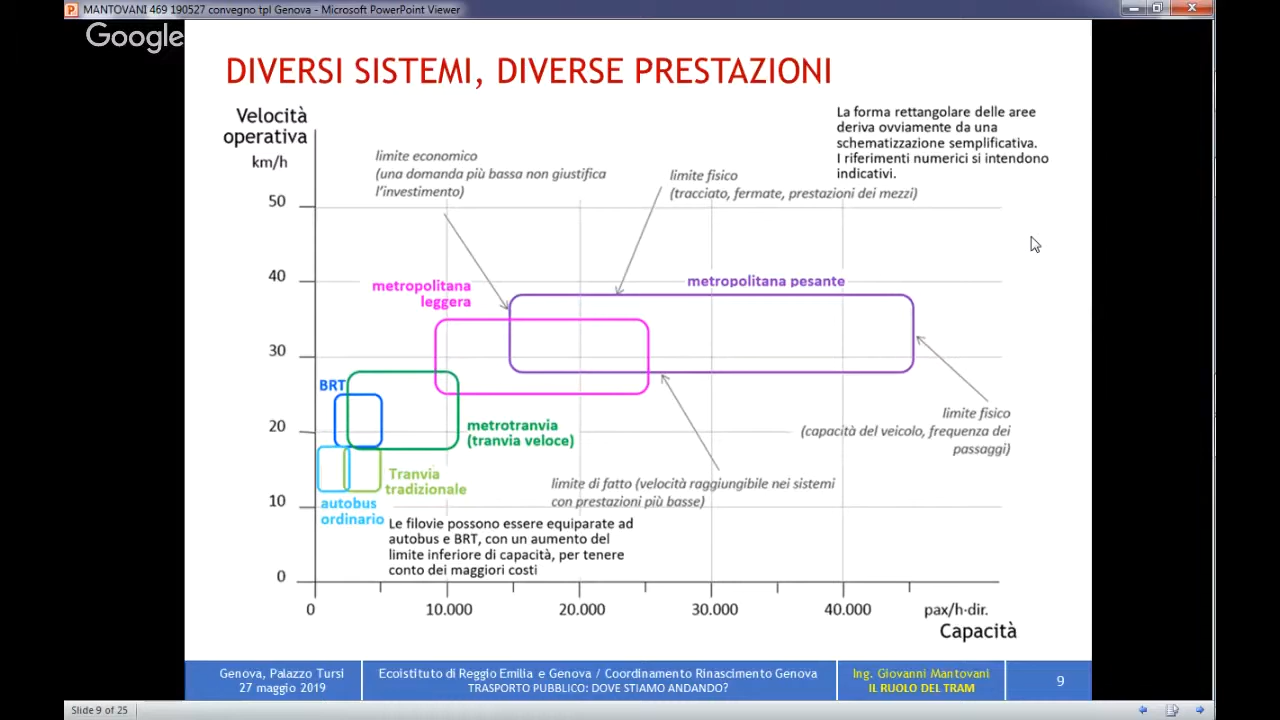 MANTOVANI 469 190527 convegno tpl Genova - Microsoft PowerPoint Viewer
Google
DIVERSI SISTEMI, DIVERSE PRESTAZIONI
Velocità
operativa
km/h
La forma rettangolare delle aree
deriva ovviamente da una
schematizzazione semplificativa.
I riferimenti numerici si intendono
indicativi.
limite economico
(una domanda più bassa non giustifica
l'investimento)
limite fisico
(tracciato, fermate, prestazioni dei mezzi)
50
40
30
20
10
0
metropolitana
leggera
metropolitana pesante
BRT
metrotranvia
(tranvia veloce)
limite fisico
(capacità del veicolo, frequenza dei
passaggi)
Tranvia
tradizionale
limite di fatto (velocità raggiungibile nei sistemi
con prestazioni più basse)
autobus
ordinario
Le filovie possono essere equiparate ad
autobus e BRT, con un aumento del
limite inferiore di capacità, per tenere
conto dei maggiori costi
0
10.000
20.000
30.000
40.000
pax/h-dir.
Capacità
Genova, Palazzo Tursi
27 maggio 2019
Ecoistituto di Reggio Emilia e Genova / Coordinamento Rinascimento Genova
TRASPORTO PUBBLICO: DOVE STIAMO ANDANDO?
Ing. Giovanni Mantovani
IL RUOLO DEL TRAM
9
Slide 9 of 25